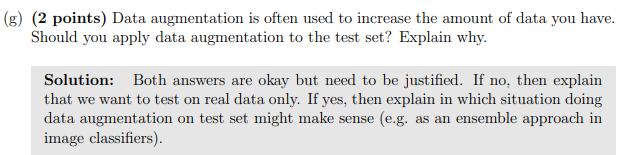 (g) (2 points) Data augmentation is often used to increase the amount of data you have.
Should you apply data augmentation to the test set? Explain why.
Solution: Both answers are okay but need to be justified. If no, then explain
that we want to test on real data only. If yes, then explain in which situation doing
data augmentation on test set might make sense (e.g. as an ensemble approach in
image classifiers).